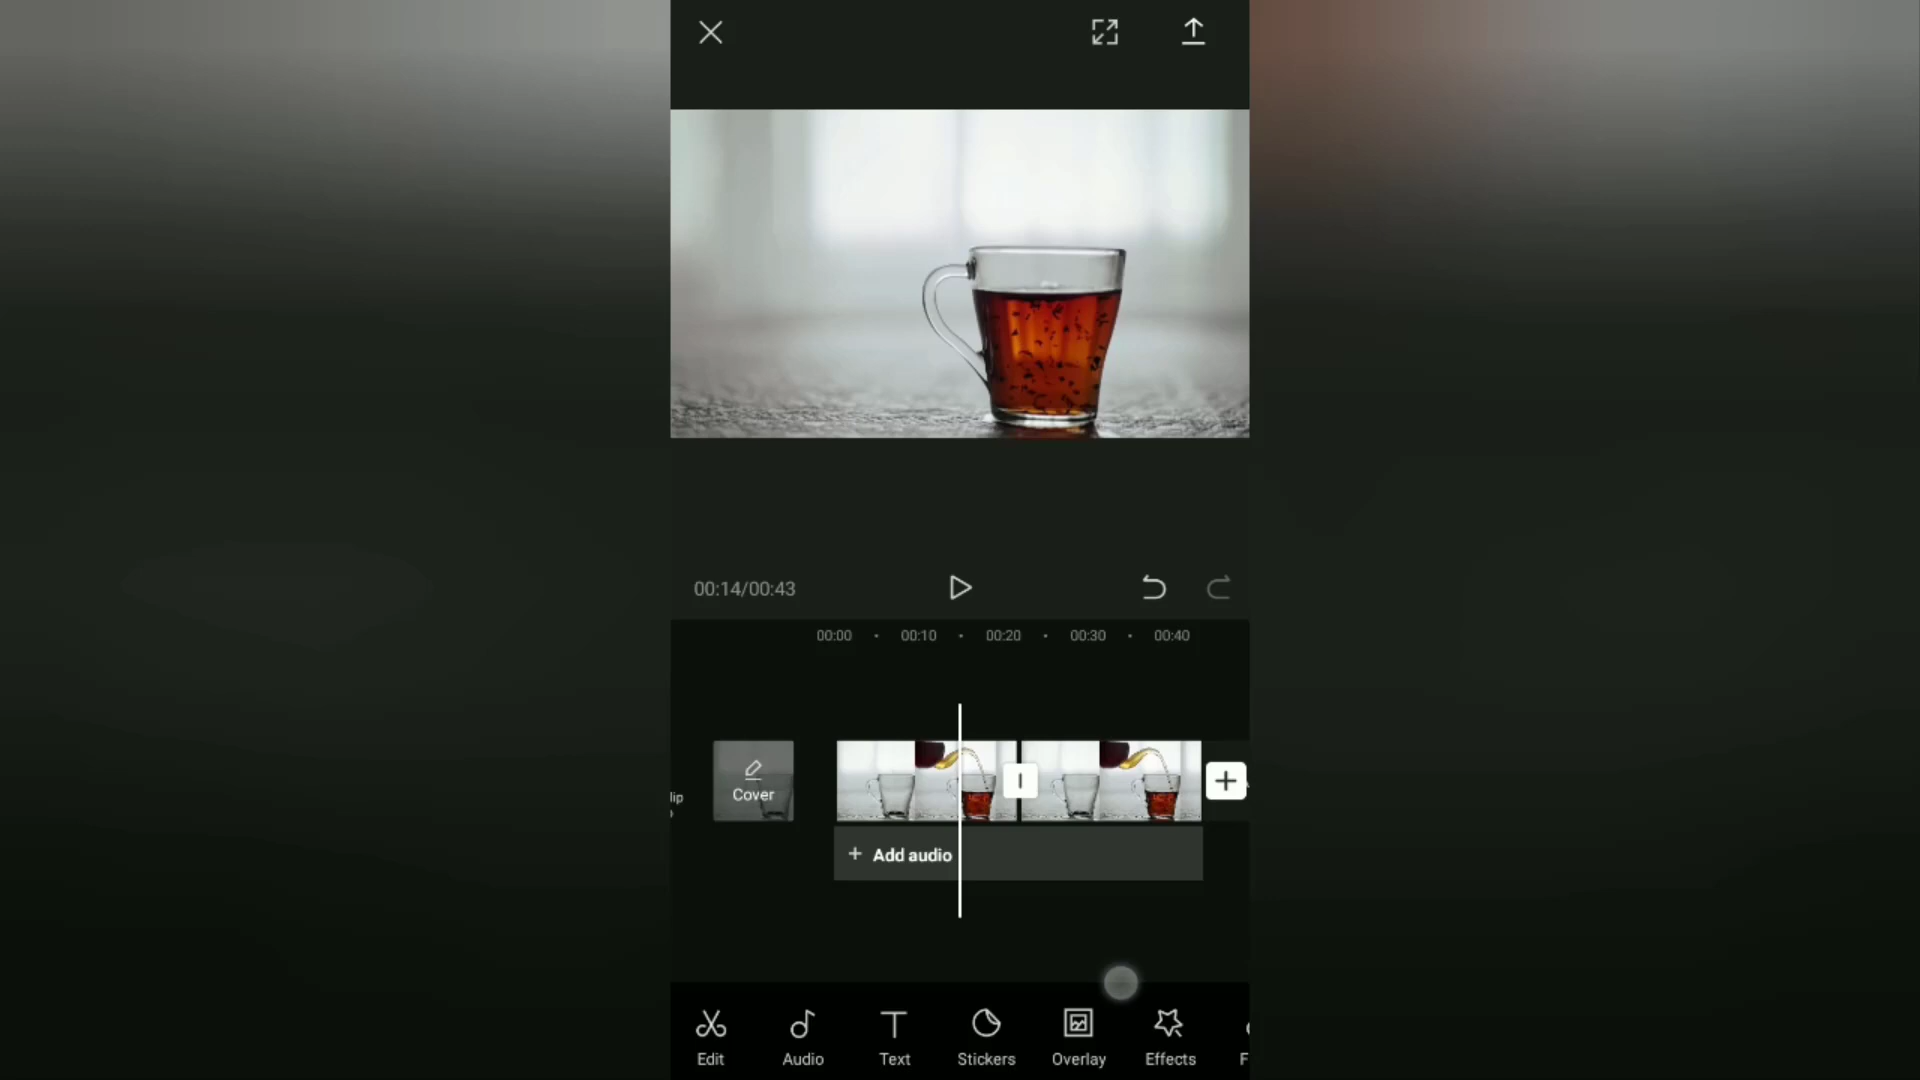 00:14/00:43
00:00 · 00:10 · 00:20 · 00:30 · 00:40
lip
Cover
+ Add audio
Edit Audio Text Stickers Overlay Effects F